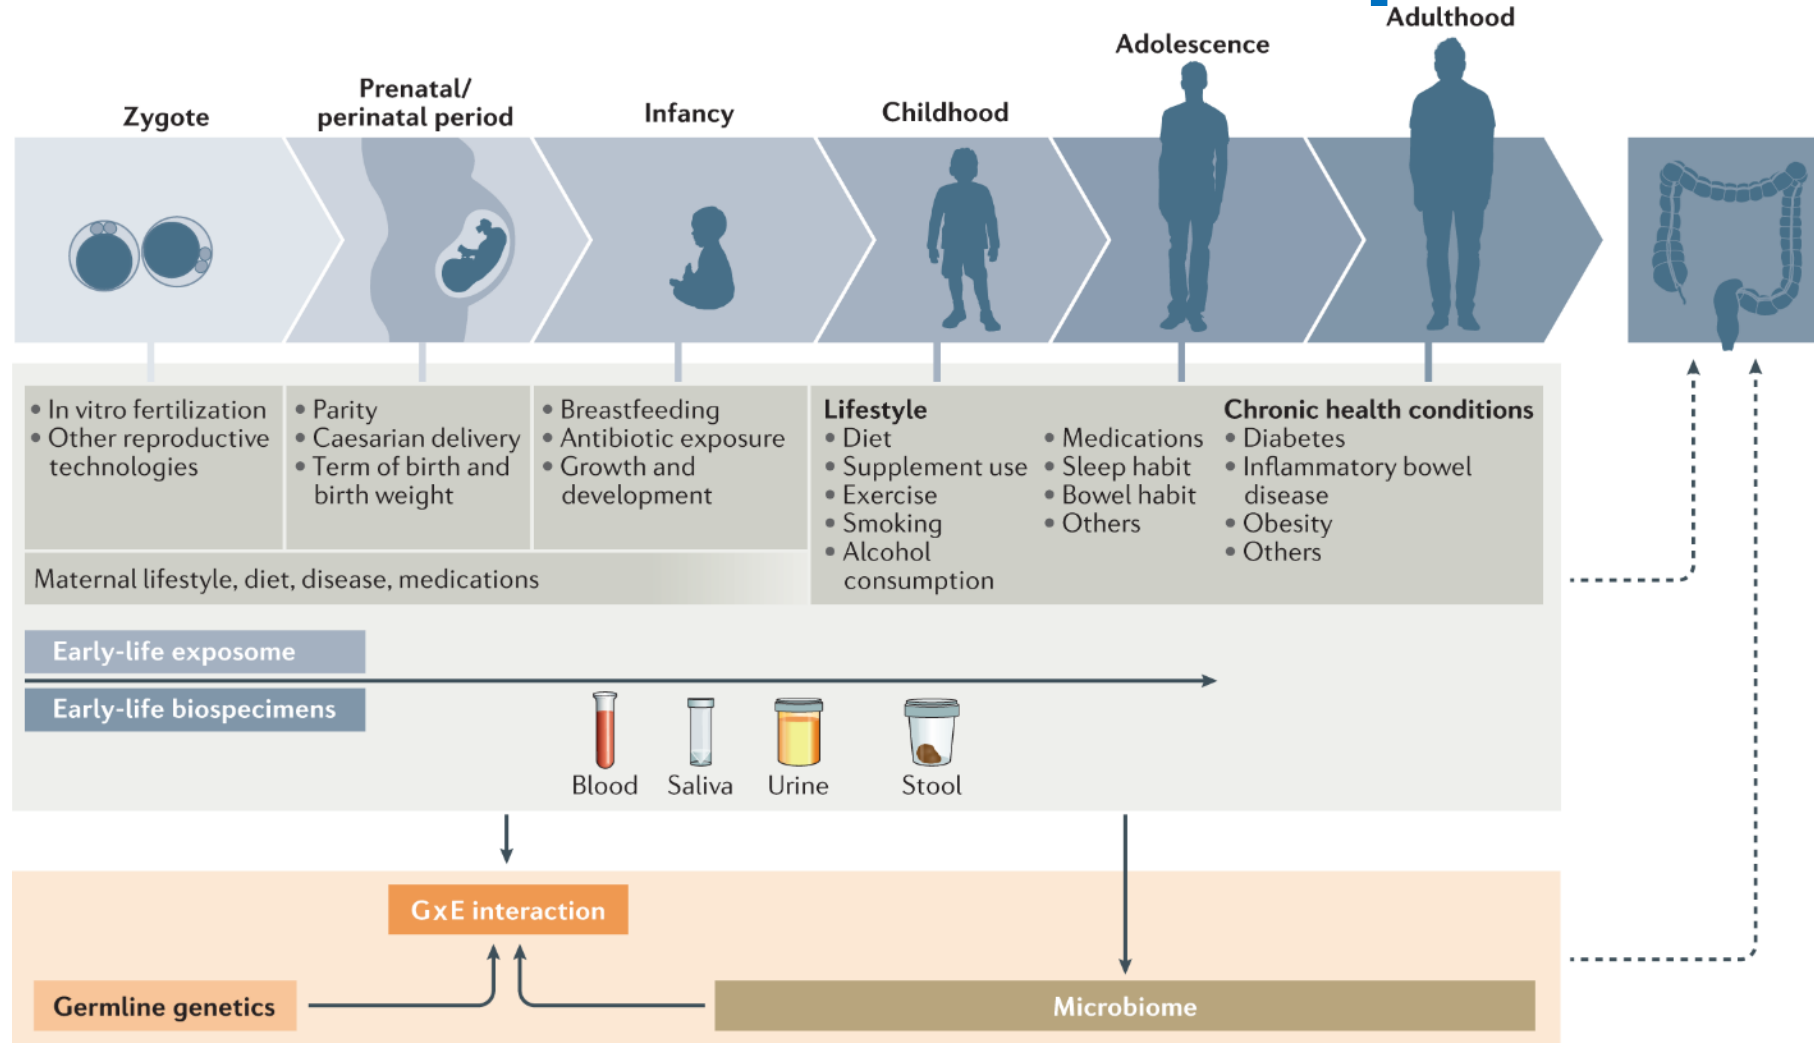 Zygote
Prenatal/
perinatal period
Infancy
Childhood
Adolescence
Adulthood
• In vitro fertilization
• Other reproductive
technologies
• Parity
• Caesarian delivery
• Term of birth and
birth weight
• Breastfeeding
• Antibiotic exposure
• Growth and
development
Maternal lifestyle, diet, disease, medications
Lifestyle
• Diet
• Supplement use
• Exercise
• Smoking
• Alcohol
consumption
• Medications
• Sleep habit
• Bowel habit
• Others
Chronic health conditions
• Diabetes
• Inflammatory bowel
disease
• Obesity
• Others
Early-life exposome
Early-life biospecimens
Blood
Saliva
Urine
Stool
GxE interaction
Germline genetics
Microbiome